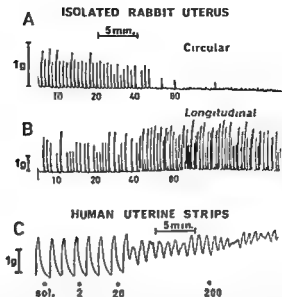 ISOLATED RABBIT UTERUS
A
5 min.
Circular
1g
10 20 40 80
Longitudinal
B
1g
10 20 40 80
HUMAN UTERINE STRIPS
C
5 min.
1g
sol. 2 20 200